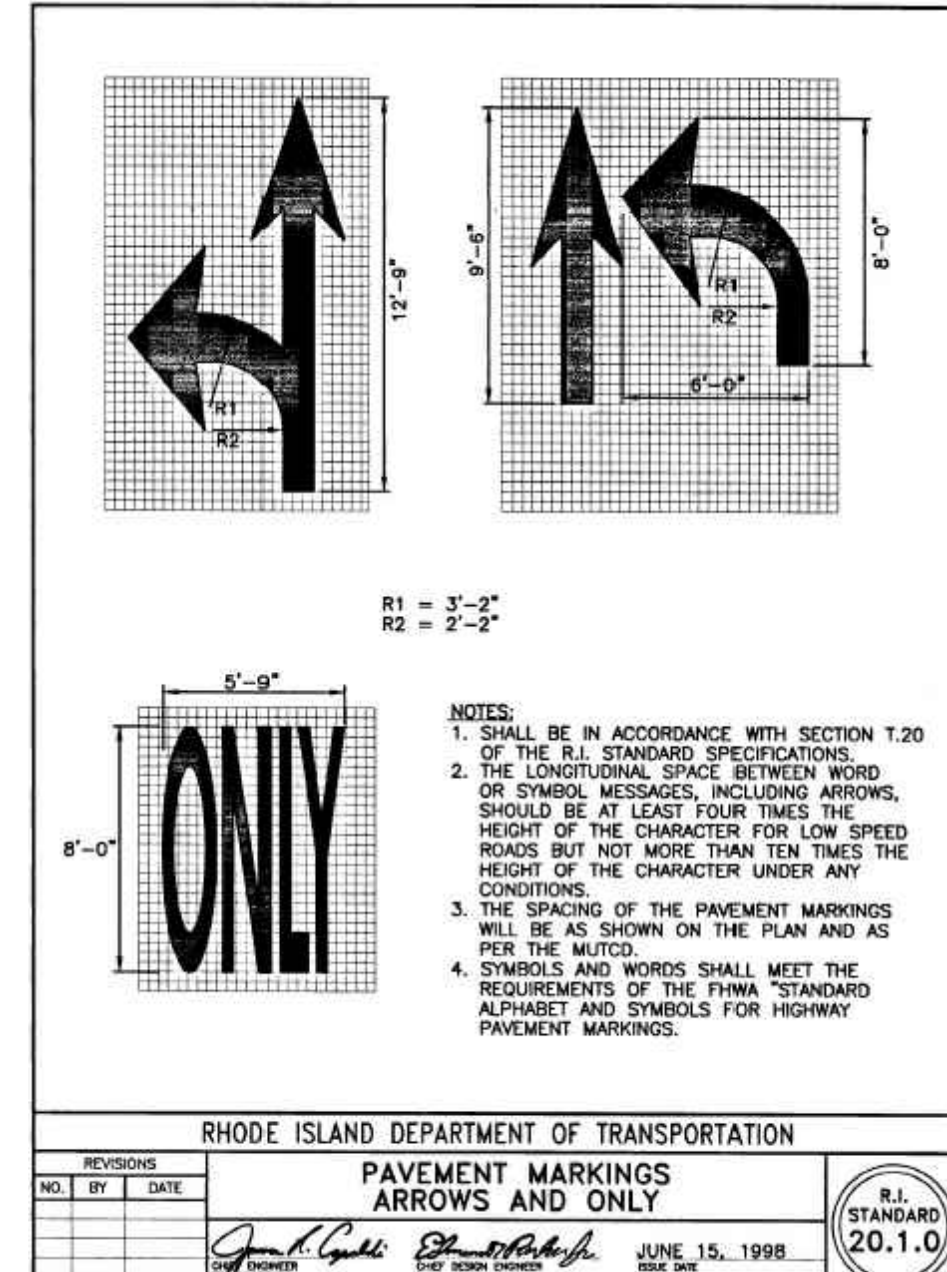 12'-9"
R1
R2
9'-6"
8'-0"
R1
R2
6'-0"
R1 = 3'-2"
R2 = 2'-2"
5'-9"
8'-0"
ONLY
NOTES:
1. SHALL BE IN ACCORDANCE WITH SECTION T.20
OF THE R.I. STANDARD SPECIFICATIONS.
2. THE LONGITUDINAL SPACE BETWEEN WORD
OR SYMBOL MESSAGES, INCLUDING ARROWS,
SHOULD BE AT LEAST FOUR TIMES THE
HEIGHT OF THE CHARACTER FOR LOW SPEED
ROADS BUT NOT MORE THAN TEN TIMES THE
HEIGHT OF THE CHARACTER UNDER ANY
CONDITIONS.
3. THE SPACING OF THE PAVEMENT MARKINGS
WILL BE AS SHOWN ON THE PLAN AND AS
PER THE MUTCD.
4. SYMBOLS AND WORDS SHALL MEET THE
REQUIREMENTS OF THE FHWA "STANDARD
ALPHABET AND SYMBOLS FOR HIGHWAY
PAVEMENT MARKINGS.
RHODE ISLAND DEPARTMENT OF TRANSPORTATION
REVISIONS
NO. BY DATE
PAVEMENT MARKINGS
ARROWS AND ONLY
CHIEF ENGINEER
CHIEF DESIGN ENGINEER
JUNE 15, 1998
ISSUE DATE
R.I.
STANDARD
20.1.0